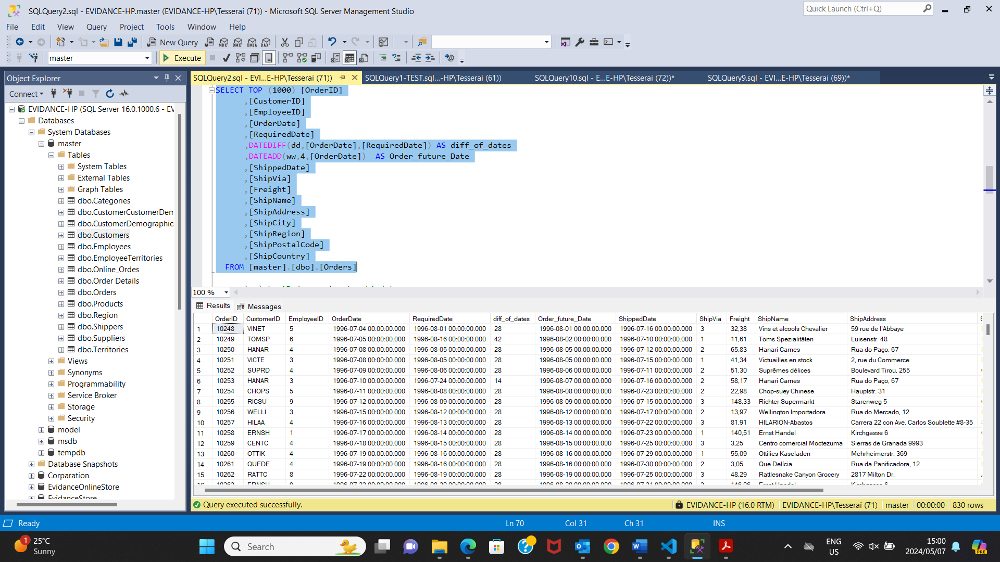 SQLQuery2.sql - EVIDANCE-HP.master (EVIDANCE-HP\Tesserai (71)) - Microsoft SQL Server Management Studio
Quick Launch (Ctrl+Q)
File Edit View Query Project Tools Window Help
New Query MDX DMX XMLA DAX
master Execute
Object Explorer
Connect
EVIDANCE-HP (SQL Server 16.0.1000.6 - EV
Databases
System Databases
master
Tables
System Tables
External Tables
Graph Tables
dbo.Categories
dbo.CustomerCustomerDem
dbo.CustomerDemographic
dbo.Customers
dbo.Employees
dbo.EmployeeTerritories
dbo.Online_Ordes
dbo.Order Details
dbo.Orders
dbo.Products
dbo.Region
dbo.Shippers
dbo.Suppliers
dbo.Territories
Views
Synonyms
Programmability
Service Broker
Storage
Security
model
msdb
tempdb
Database Snapshots
Corparation
EvidanceOnlineStore
EvidanceStore
SQLQuery2.sql - EVI...E-HP\Tesserai (71)) SQLQuery1-TEST.sql...-HP\Tesserai (61)) SQLQuery10.sql - E...E-HP\Tesserai (72))* SQLQuery9.sql - EVI...E-HP\Tesserai (69))*
SELECT TOP (1000) [OrderID]
,[CustomerID]
,[EmployeeID]
,[OrderDate]
,[RequiredDate]
,DATEDIFF(dd,[OrderDate],[RequiredDate]) AS diff_of_dates
,DATEADD(ww,4,[OrderDate]) AS Order_future_Date
,[ShippedDate]
,[ShipVia]
,[Freight]
,[ShipName]
,[ShipAddress]
,[ShipCity]
,[ShipRegion]
,[ShipPostalCode]
,[ShipCountry]
FROM [master].[dbo].[Orders]
100 %
Results Messages
OrderID CustomerID EmployeeID OrderDate RequiredDate diff_of_dates Order_future_Date ShippedDate ShipVia Freight ShipName ShipAddress
1 10248 VINET 5 1996-07-04 00:00:00.000 1996-08-01 00:00:00.000 28 1996-08-01 00:00:00.000 1996-07-16 00:00:00.000 3 32,38 Vins et alcools Chevalier 59 rue de l'Abbaye
2 10249 TOMSP 6 1996-07-05 00:00:00.000 1996-08-16 00:00:00.000 42 1996-08-02 00:00:00.000 1996-07-10 00:00:00.000 1 11,61 Toms Spezialitäten Luisenstr. 48
3 10250 HANAR 4 1996-07-08 00:00:00.000 1996-08-05 00:00:00.000 28 1996-08-05 00:00:00.000 1996-07-12 00:00:00.000 2 65,83 Hanari Carnes Rua do Paço, 67
4 10251 VICTE 3 1996-07-08 00:00:00.000 1996-08-05 00:00:00.000 28 1996-08-05 00:00:00.000 1996-07-15 00:00:00.000 1 41,34 Victuailles en stock 2, rue du Commerce
5 10252 SUPRD 4 1996-07-09 00:00:00.000 1996-08-06 00:00:00.000 28 1996-08-06 00:00:00.000 1996-07-11 00:00:00.000 2 51,30 Suprêmes délices Boulevard Tirou, 255
6 10253 HANAR 3 1996-07-10 00:00:00.000 1996-07-24 00:00:00.000 14 1996-08-07 00:00:00.000 1996-07-16 00:00:00.000 2 58,17 Hanari Carnes Rua do Paço, 67
7 10254 CHOPS 5 1996-07-11 00:00:00.000 1996-08-08 00:00:00.000 28 1996-08-08 00:00:00.000 1996-07-23 00:00:00.000 2 22,98 Chop-suey Chinese Hauptstr. 31
8 10255 RICSU 9 1996-07-12 00:00:00.000 1996-08-09 00:00:00.000 28 1996-08-09 00:00:00.000 1996-07-15 00:00:00.000 3 148,33 Richter Supermarkt Starenweg 5
9 10256 WELLI 3 1996-07-15 00:00:00.000 1996-08-12 00:00:00.000 28 1996-08-12 00:00:00.000 1996-07-17 00:00:00.000 2 13,97 Wellington Importadora Rua do Mercado, 12
10 10257 HILAA 4 1996-07-16 00:00:00.000 1996-08-13 00:00:00.000 28 1996-08-13 00:00:00.000 1996-07-22 00:00:00.000 3 81,91 HILARION-Abastos Carrera 22 con Ave. Carlos Soublette #8-35
11 10258 ERNSH 1 1996-07-17 00:00:00.000 1996-08-14 00:00:00.000 28 1996-08-14 00:00:00.000 1996-07-23 00:00:00.000 1 140,51 Ernst Handel Kirchgasse 6
12 10259 CENTC 4 1996-07-18 00:00:00.000 1996-08-15 00:00:00.000 28 1996-08-15 00:00:00.000 1996-07-25 00:00:00.000 3 3,25 Centro comercial Moctezuma Sierras de Granada 9993
13 10260 OTTIK 4 1996-07-19 00:00:00.000 1996-08-16 00:00:00.000 28 1996-08-16 00:00:00.000 1996-07-29 00:00:00.000 1 55,09 Ottilies Käseladen Mehrheimerstr. 369
14 10261 QUEDE 4 1996-07-19 00:00:00.000 1996-08-16 00:00:00.000 28 1996-08-16 00:00:00.000 1996-07-30 00:00:00.000 2 3,05 Que Delícia Rua da Panificadora, 12
15 10262 RATTC 8 1996-07-22 00:00:00.000 1996-08-19 00:00:00.000 28 1996-08-19 00:00:00.000 1996-07-25 00:00:00.000 3 48,29 Rattlesnake Canyon Grocery 2817 Milton Dr.
Query executed successfully. EVIDANCE-HP (16.0 RTM) EVIDANCE-HP\Tesserai (71) master 00:00:00 830 rows
Ready Ln 70 Col 31 Ch 31 INS
1 25°C
Sunny
Search
ENG
US
15:00
2024/05/07
PRE